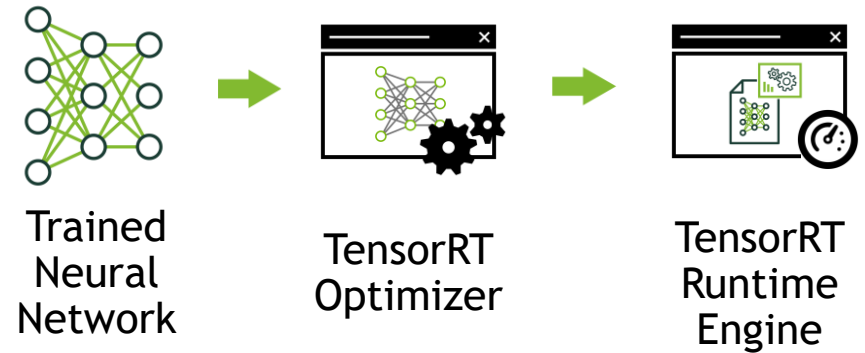 Trained
Neural
Network
TensorRT
Optimizer
TensorRT
Runtime
Engine